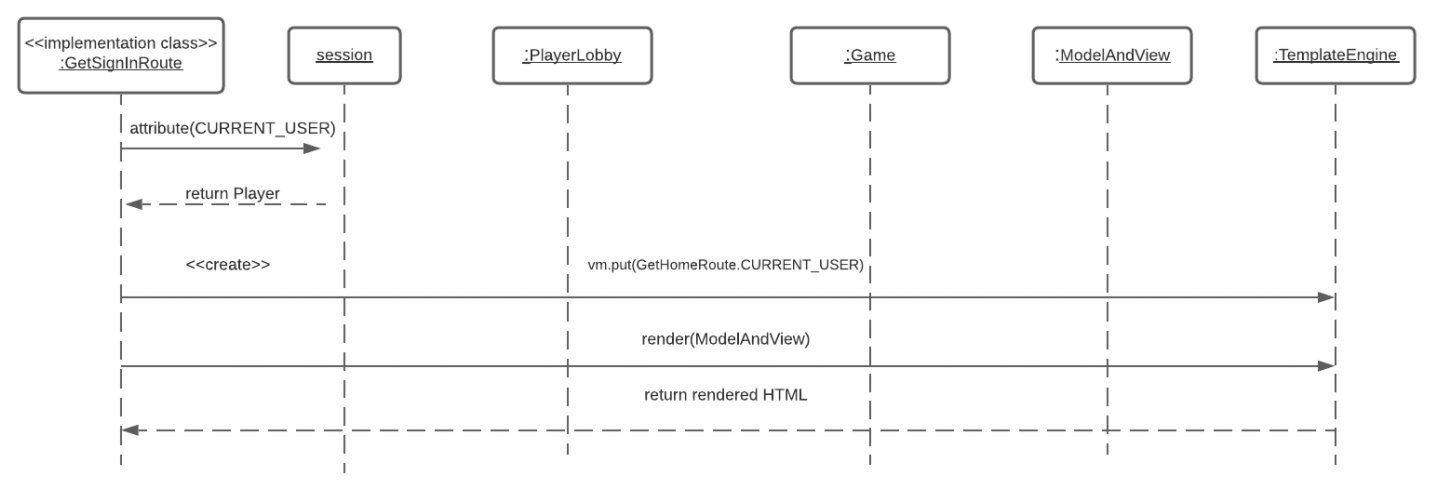 <<implementation class>>
:GetSignInRoute
session
:PlayerLobby
:Game
:ModelAndView
:TemplateEngine
attribute(CURRENT_USER)
return Player
<<create>>
vm.put(GetHomeRoute.CURRENT_USER)
render(ModelAndView)
return rendered HTML